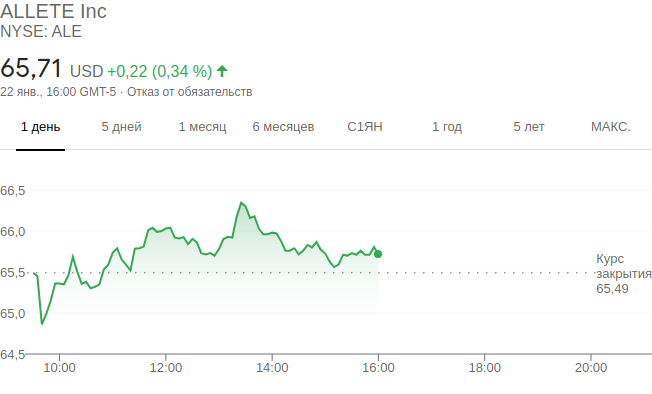 ALLETE Inc
NYSE: ALE
65,71 USD +0,22 (0,34 %)
22 янв., 16:00 GMT-5 · Отказ от обязательств
1 день 5 дней 1 месяц 6 месяцев С1ЯН 1 год 5 лет МАКС.
66,5
66,0
65,5
65,0
64,5
Курс
закрытия
65,49
10:00 12:00 14:00 16:00 18:00 20:00